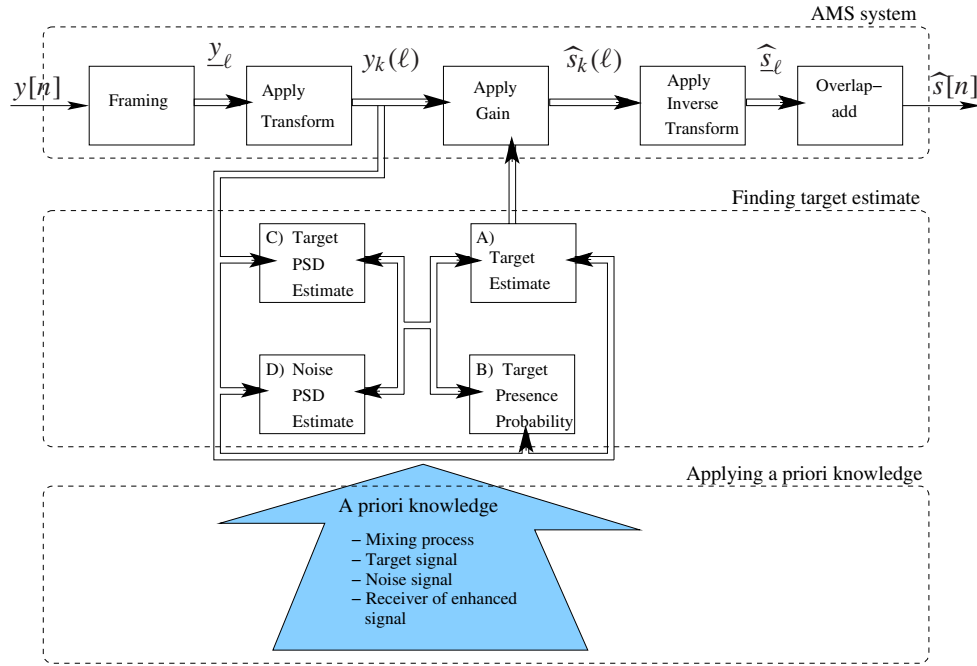 AMS system
y[n]
Framing
y_ℓ
Apply
Transform
y_k(ℓ)
Apply
Gain
ŝ_k(ℓ)
Apply
Inverse
Transform
ŝ_ℓ
Overlap–
add
ŝ[n]
Finding target estimate
C) Target
PSD
Estimate
A)
Target
Estimate
D) Noise
PSD
Estimate
B) Target
Presence
Probability
Applying a priori knowledge
A priori knowledge
– Mixing process
– Target signal
– Noise signal
– Receiver of enhanced
signal